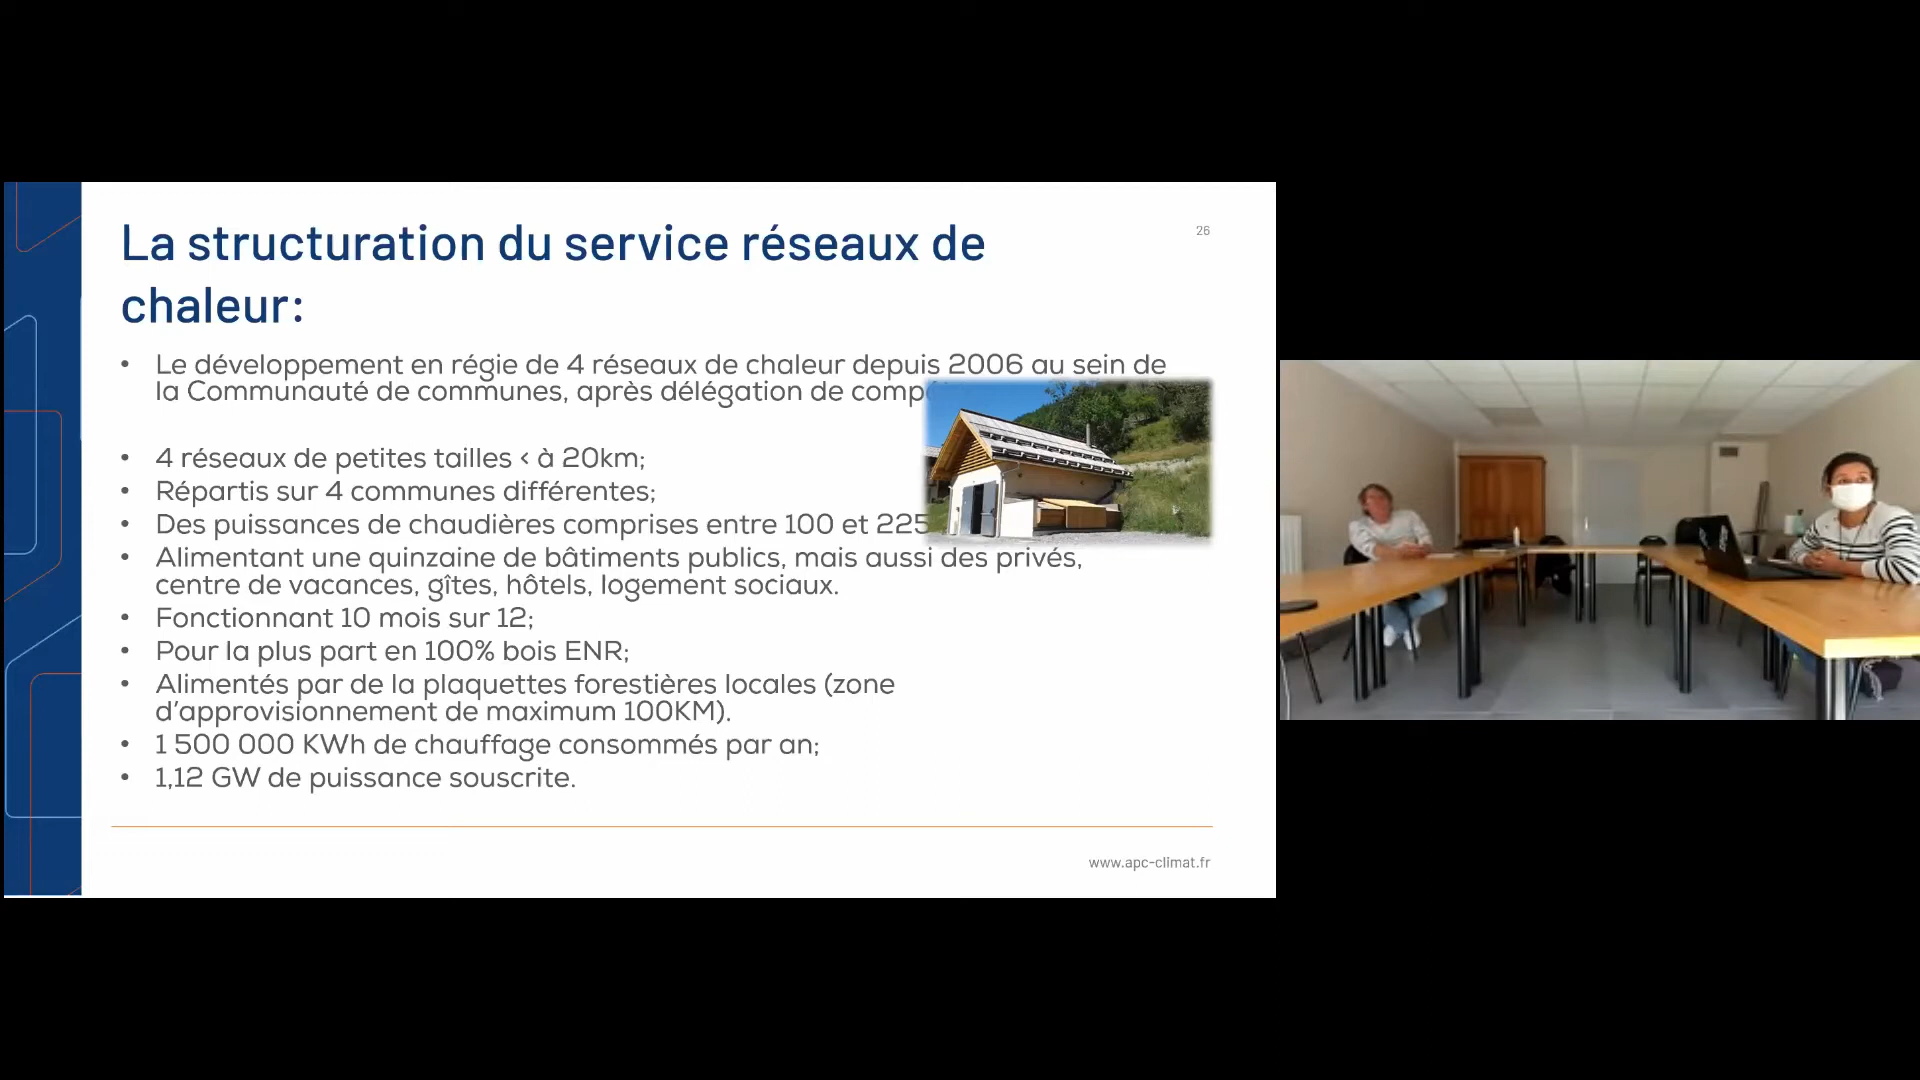 La structuration du service réseaux de
chaleur:
26
• Le développement en régie de 4 réseaux de chaleur depuis 2006 au sein de
la Communauté de communes, après délégation de
• 4 réseaux de petites tailles < à 20km;
• Répartis sur 4 communes différentes;
• Des puissances de chaudières comprises entre 100 et 225
• Alimentant une quinzaine de bâtiments publics, mais aussi des privés,
centre de vacances, gîtes, hôtels, logement sociaux.
• Fonctionnant 10 mois sur 12;
• Pour la plus part en 100% bois ENR;
• Alimentés par de la plaquettes forestières locales (zone
d'approvisionnement de maximum 100KM).
• 1 500 000 KWh de chauffage consommés par an;
• 1,12 GW de puissance souscrite.
www.apc-climat.fr